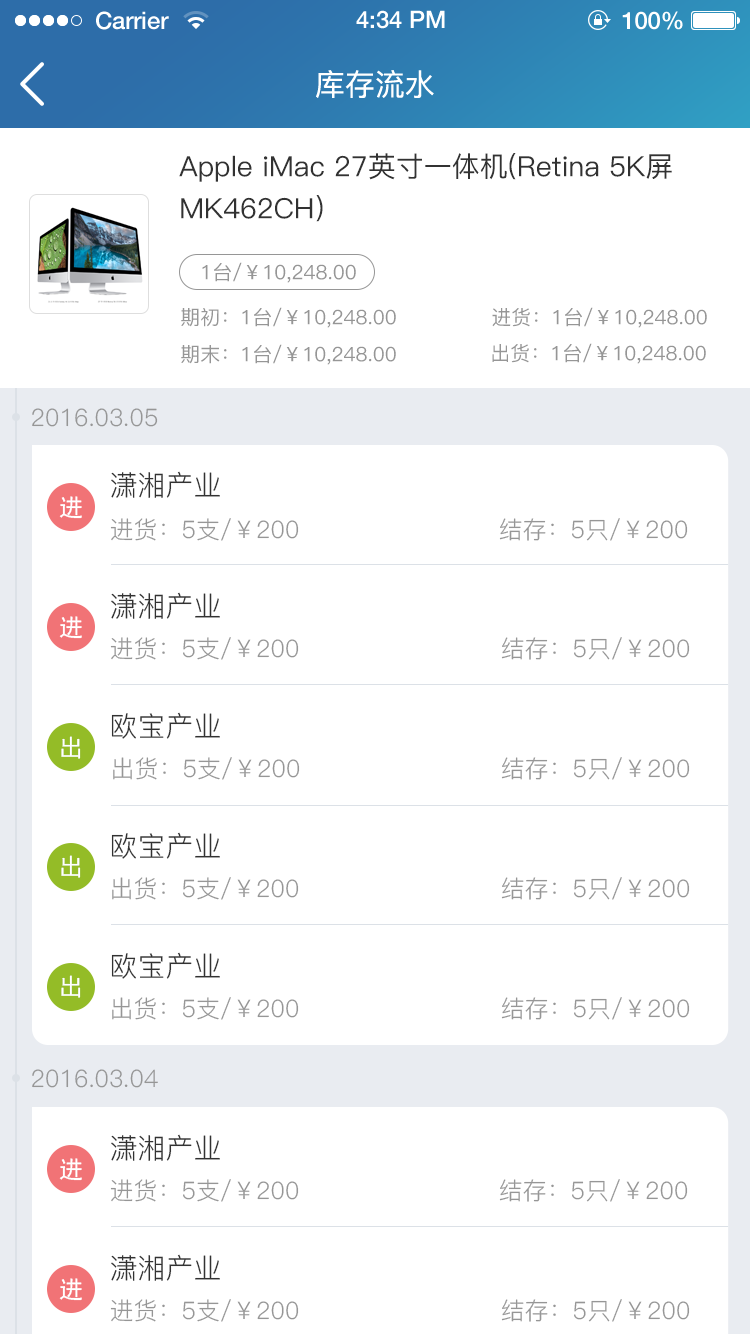 Carrier 4:34 PM 100%
库存流水
Apple iMac 27英寸一体机(Retina 5K屏
MK462CH)
1台/￥10,248.00
期初：1台/￥10,248.00 进货：1台/￥10,248.00
期末：1台/￥10,248.00 出货：1台/￥10,248.00
2016.03.05
潇湘产业
进
进货：5支/￥200 结存：5只/￥200
潇湘产业
进
进货：5支/￥200 结存：5只/￥200
欧宝产业
出
出货：5支/￥200 结存：5只/￥200
欧宝产业
出
出货：5支/￥200 结存：5只/￥200
欧宝产业
出
出货：5支/￥200 结存：5只/￥200
2016.03.04
潇湘产业
进
进货：5支/￥200 结存：5只/￥200
潇湘产业
进
进货：5支/￥200 结存：5只/￥200